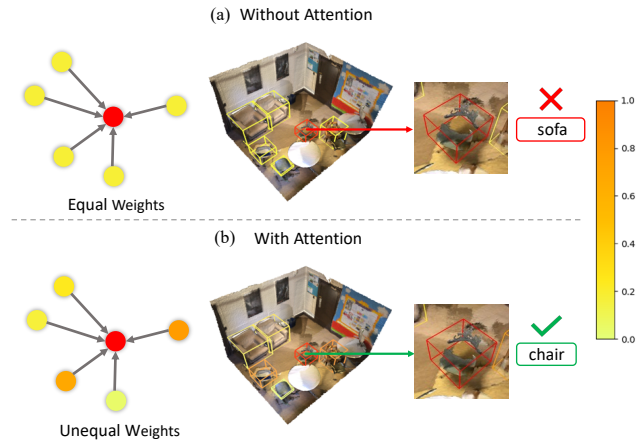 (a) Without Attention
sofa
Equal Weights
(b) With Attention
chair
Unequal Weights
1.0
0.8
0.6
0.4
0.2
0.0